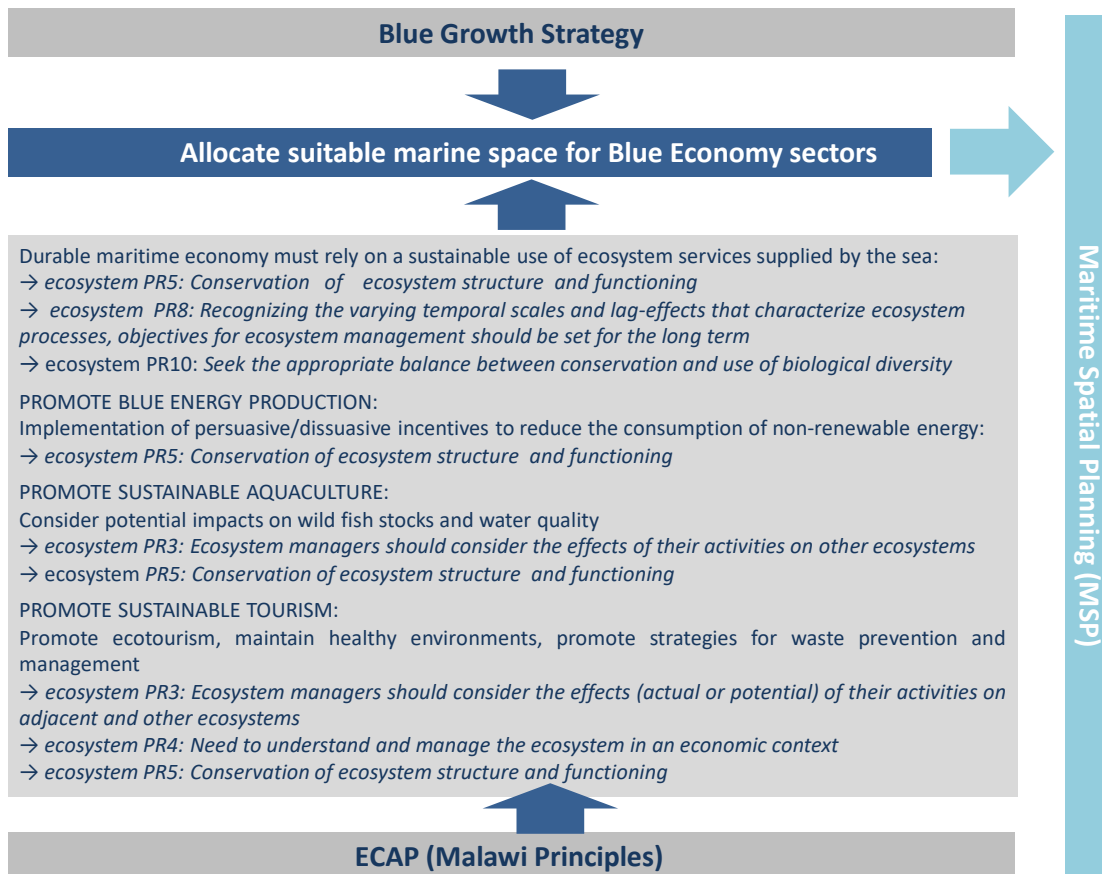 Blue Growth Strategy
Allocate suitable marine space for Blue Economy sectors
Durable maritime economy must rely on a sustainable use of ecosystem services supplied by the sea:
→ ecosystem PR5: Conservation of ecosystem structure and functioning
→ ecosystem PR8: Recognizing the varying temporal scales and lag-effects that characterize ecosystem
processes, objectives for ecosystem management should be set for the long term
→ ecosystem PR10: Seek the appropriate balance between conservation and use of biological diversity
PROMOTE BLUE ENERGY PRODUCTION:
Implementation of persuasive/dissuasive incentives to reduce the consumption of non-renewable energy:
→ ecosystem PR5: Conservation of ecosystem structure and functioning
PROMOTE SUSTAINABLE AQUACULTURE:
Consider potential impacts on wild fish stocks and water quality
→ ecosystem PR3: Ecosystem managers should consider the effects of their activities on other ecosystems
→ ecosystem PR5: Conservation of ecosystem structure and functioning
PROMOTE SUSTAINABLE TOURISM:
Promote ecotourism, maintain healthy environments, promote strategies for waste prevention and
management
→ ecosystem PR3: Ecosystem managers should consider the effects (actual or potential) of their activities on
adjacent and other ecosystems
→ ecosystem PR4: Need to understand and manage the ecosystem in an economic context
→ ecosystem PR5: Conservation of ecosystem structure and functioning
ECAP (Malawi Principles)
Maritime Spatial Planning (MSP)